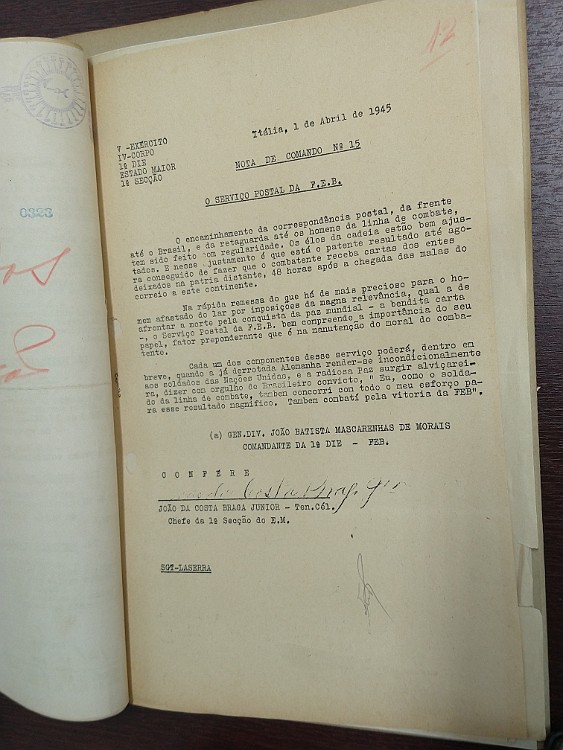 12
Itália, 1 de Abril de 1945
V -EXÉRCITO
IV-CORPO
1ª DIE
ESTADO MAIOR
1ª SECÇÃO
NOTA DE COMANDO Nº 15
O SERVIÇO POSTAL DA F.E.B.
O encaminhamento da correspondência postal, da frente
até o Brasil, e da retaguarda até os homens da linha de combate,
tem sido feito com regularidade. Os élos da cadeia estão bem ajus-
tados. E nesse justamento é que está o patente resultado até ago-
ra conseguido de fazer que o combatente receba cartas dos entes
deixados na patria distante, 48 horas após a chegada das malas do
correio a este continente.
Na rápida remessa do que há de mais precioso para o ho-
mem afastado do lar por imposições da magna relevância, qual a de
afrontar a morte pela conquista da paz mundial - a bendita carta
-, o Serviço Postal da F.E.B. bem compreende a importância do seu
papel, fator preponderante que é na manutenção do moral do comba-
tente.
Cada um dos componentes desse serviço poderá, dentro em
breve, quando a já derrotada Alemanha render-se incondicionalmente
aos soldados das Nações Unidas, e a radiosa Paz surgir alviçarei-
ra, dizer com orgulho de Brasileiro convicto, " Eu, como o solda-
do da linha de combate, tambem concorri com todo o meu esforço pa-
ra esse resultado magnífico. Tambem combatí pela vitoria da FEB".
(a) GEN.DIV. JOÃO BATISTA MASCARENHAS DE MORAIS
COMANDANTE DA 1ª DIE - FEB.
C O N F É R E
da Costa Braga Jor
JOÃO DA COSTA BRAGA JUNIOR - Ten.Cél.
Chefe da 1ª Secção do E.M.
SGT-LASERRA
0323